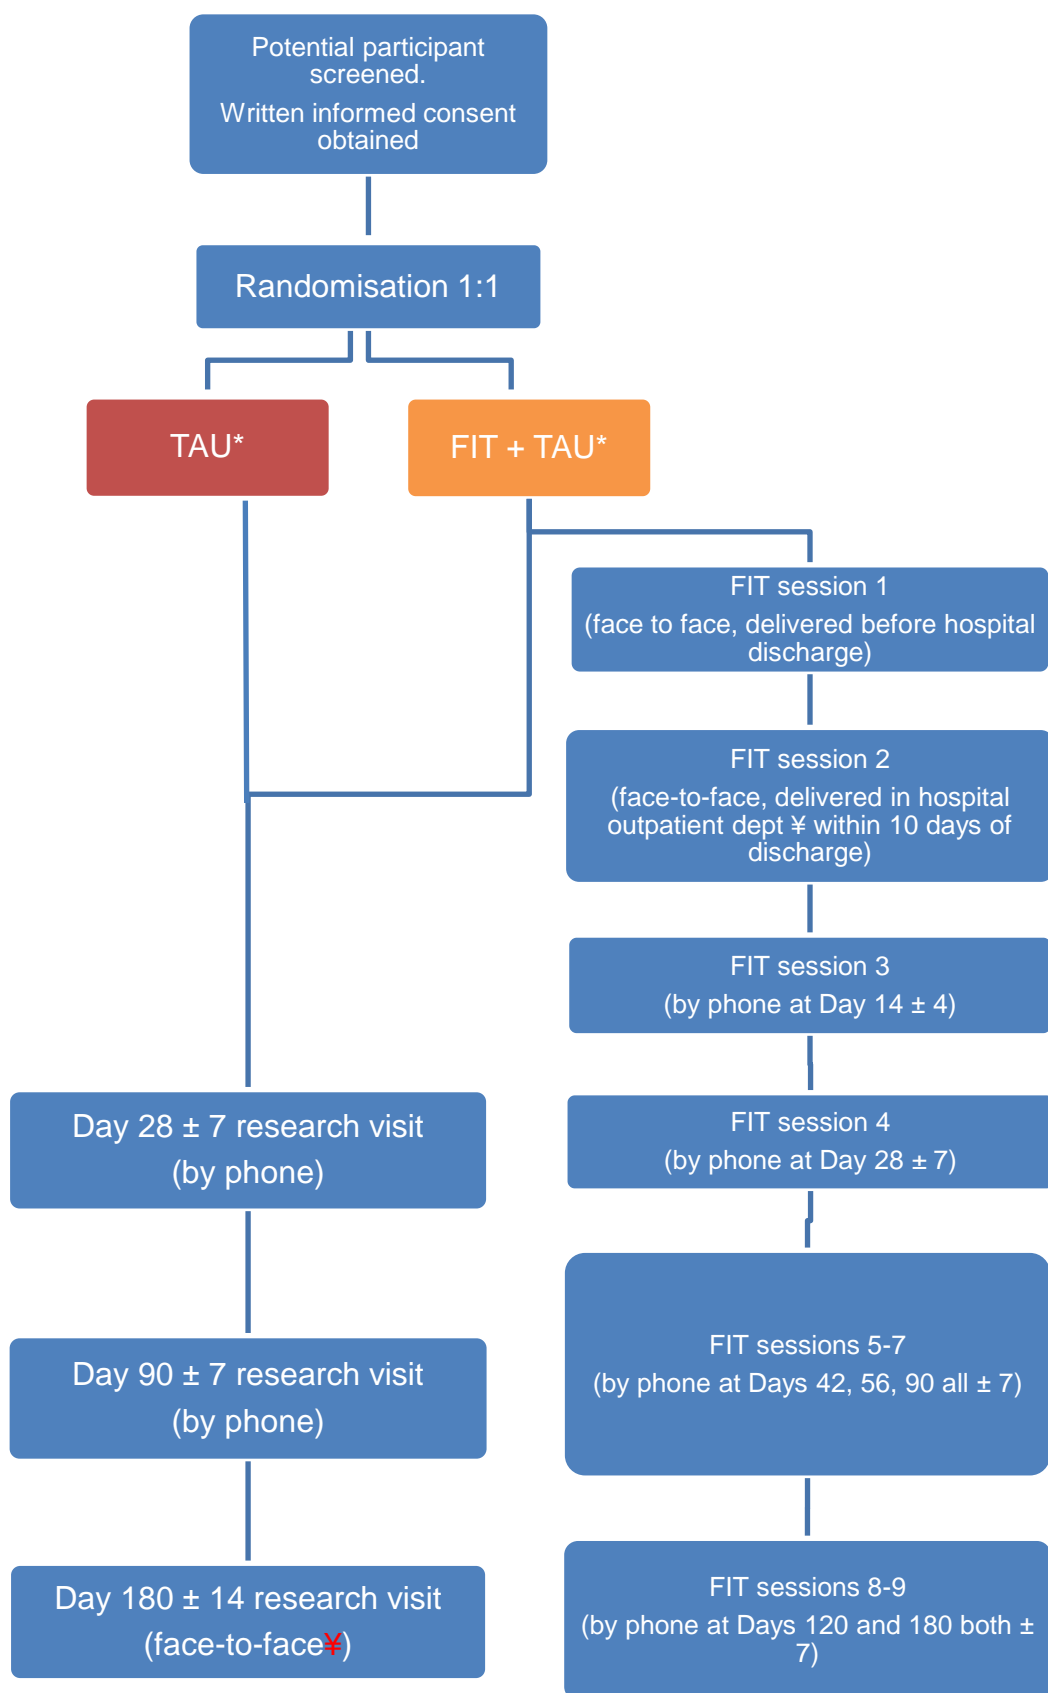 Potential participant
screened.
Written informed consent
obtained
Randomisation 1:1
TAU*
FIT + TAU*
FIT session 1
(face to face, delivered before hospital
discharge)
FIT session 2
(face-to-face, delivered in hospital
outpatient dept ¥ within 10 days of
discharge)
FIT session 3
(by phone at Day 14 ± 4)
Day 28 ± 7 research visit
(by phone)
FIT session 4
(by phone at Day 28 ± 7)
Day 90 ± 7 research visit
(by phone)
FIT sessions 5-7
(by phone at Days 42, 56, 90 all ± 7)
Day 180 ± 14 research visit
(face-to-face¥)
FIT sessions 8-9
(by phone at Days 120 and 180 both ±
7)